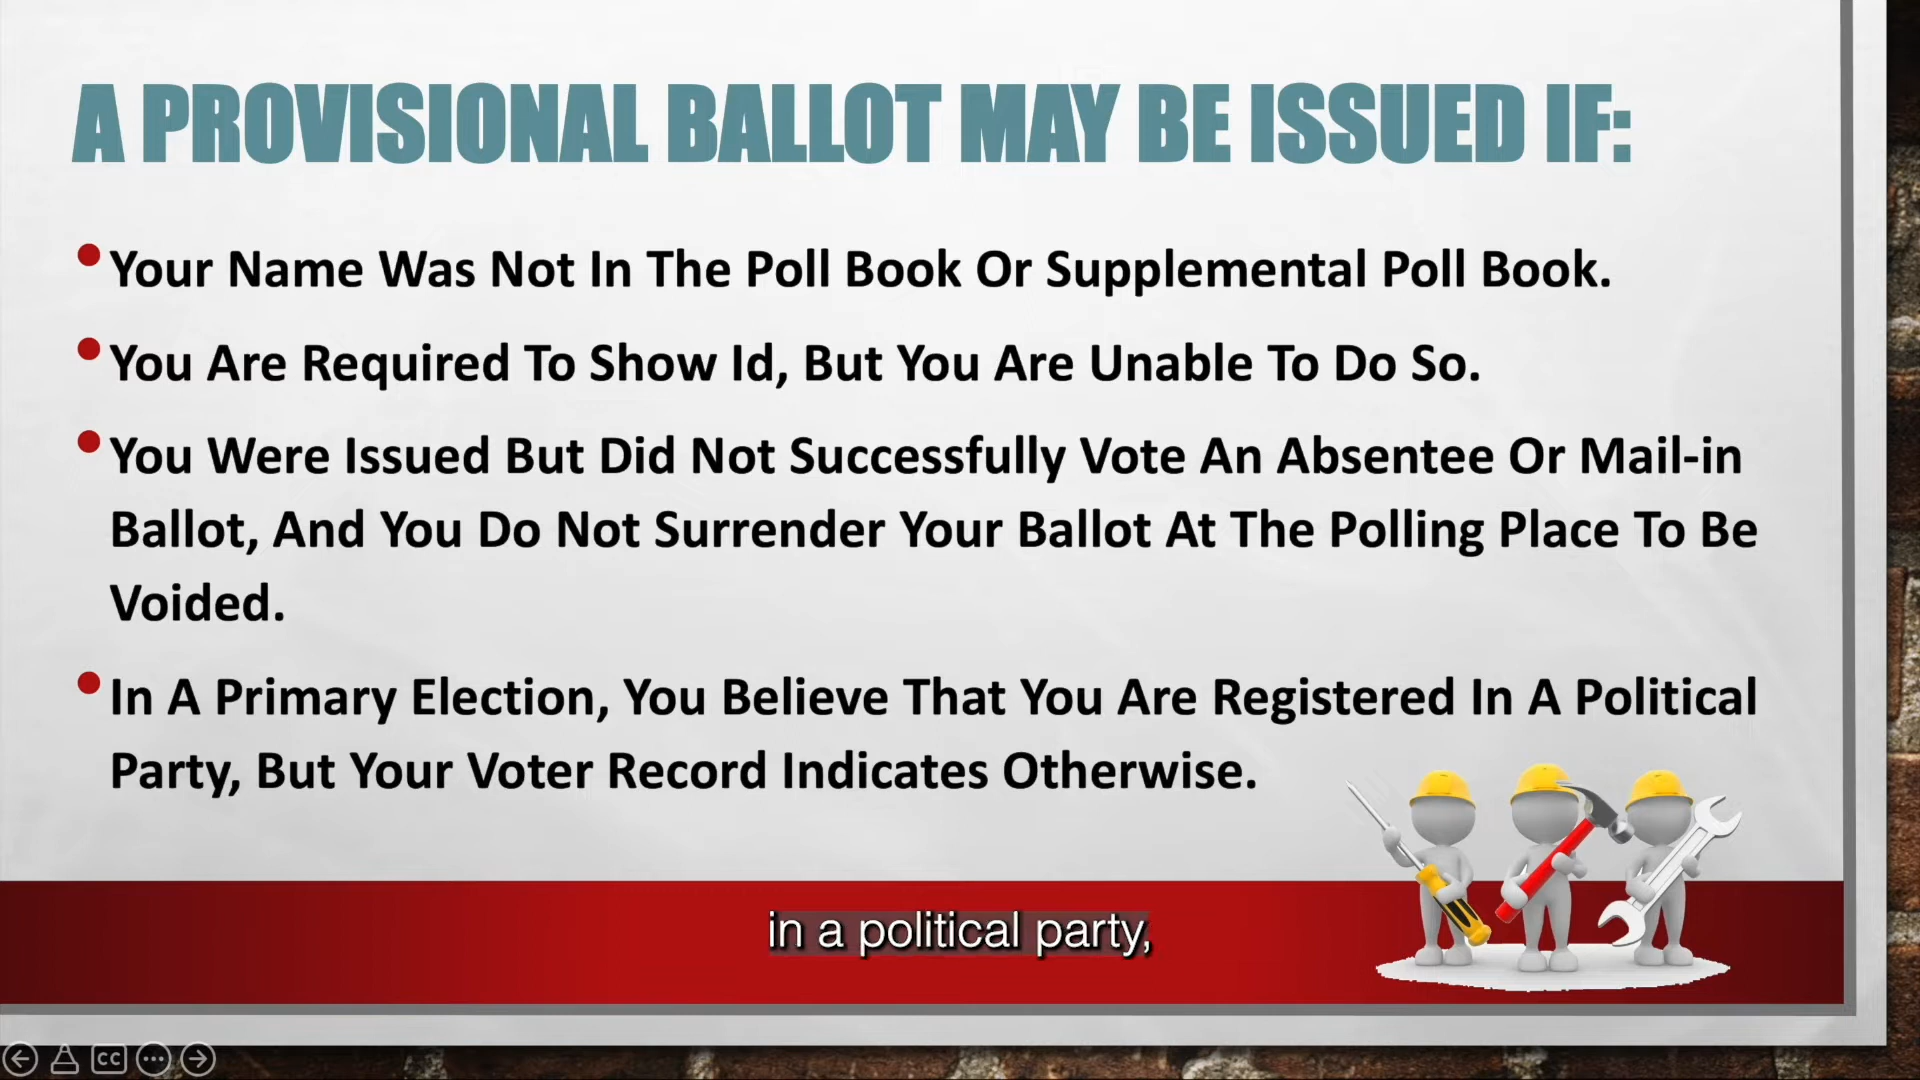 A PROVISIONAL BALLOT MAY BE ISSUED IF:
• Your Name Was Not In The Poll Book Or Supplemental Poll Book.
• You Are Required To Show Id, But You Are Unable To Do So.
• You Were Issued But Did Not Successfully Vote An Absentee Or Mail-in
Ballot, And You Do Not Surrender Your Ballot At The Polling Place To Be
Voided.
• In A Primary Election, You Believe That You Are Registered In A Political
Party, But Your Voter Record Indicates Otherwise.
in a political party,
CC